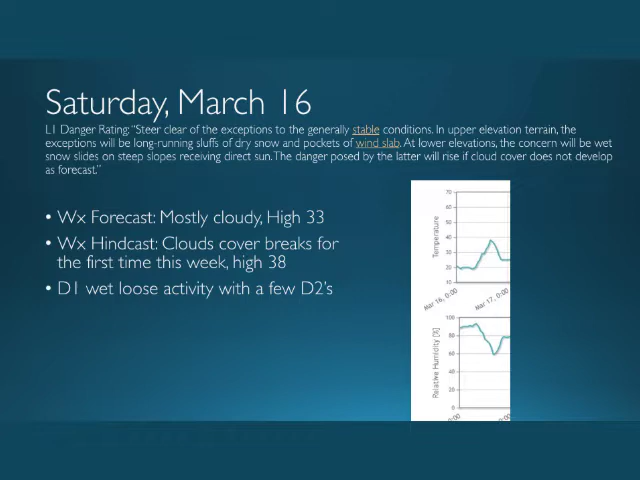 Saturday, March 16
L1 Danger Rating: “Steer clear of the exceptions to the generally stable conditions. In upper elevation terrain, the
exceptions will be long-running sluffs of dry snow and pockets of wind slab. At lower elevations, the concern will be wet
snow slides on steep slopes receiving direct sun. The danger posed by the latter will rise if cloud cover does not develop
as forecast.”
• Wx Forecast: Mostly cloudy, High 33
• Wx Hindcast: Clouds cover breaks for
the first time this week, high 38
• D1 wet loose activity with a few D2’s
Temperature
70
60
50
40
30
20
10
Mar 16, 0:00
Mar 17, 0:00
Relative Humidity [%]
100
80
60
40
20
0
0:00
0:00